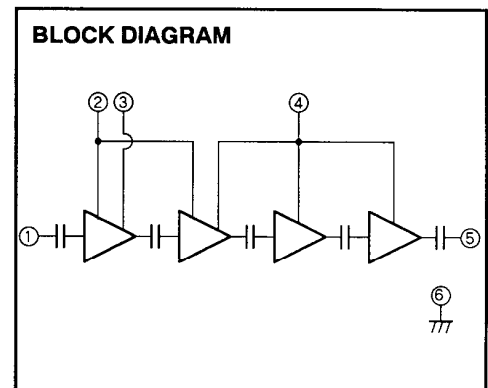 BLOCK DIAGRAM
② ③ ④
① ⑤
⑥